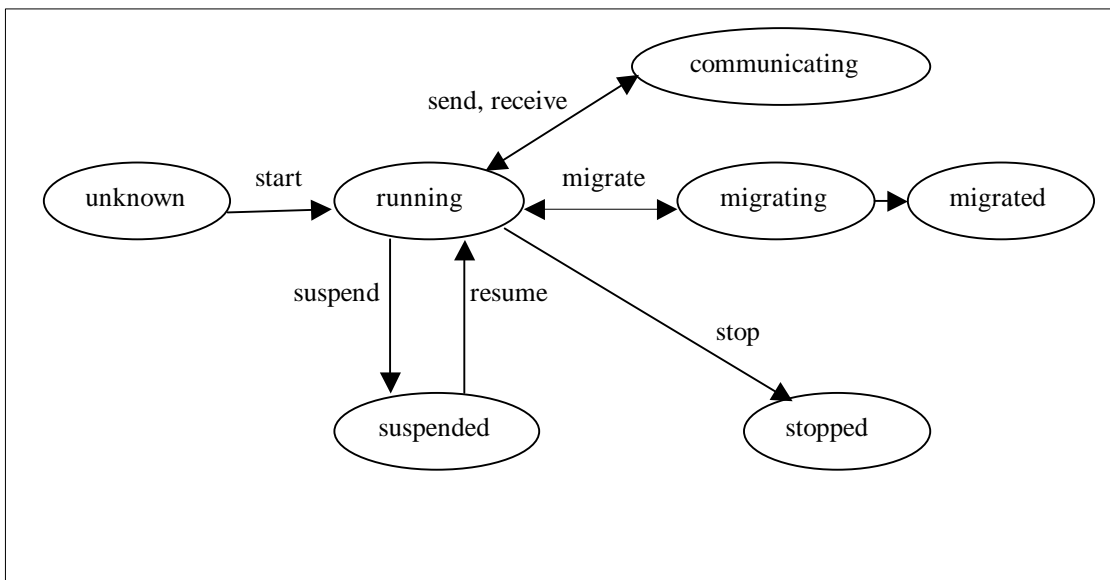 communicating
send, receive
start
migrate
unknown
running
migrating
migrated
suspend
resume
stop
suspended
stopped